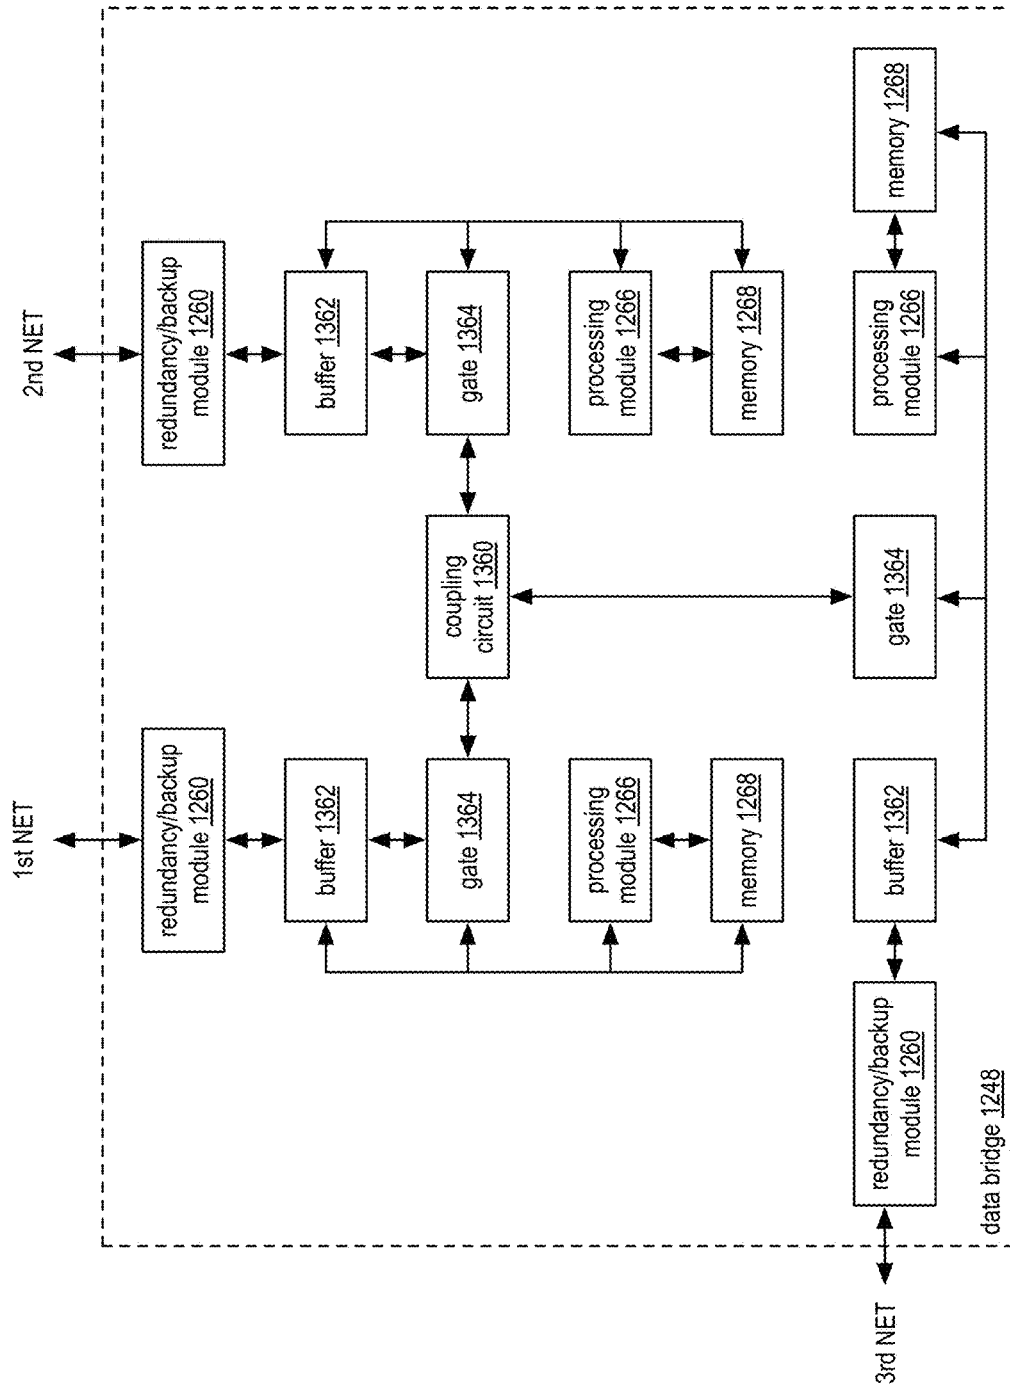 1st NET
2nd NET
redundancy/backup
module 1260
redundancy/backup
module 1260
buffer 1362
buffer 1362
gate 1364
coupling
circuit 1360
gate 1364
processing
module 1266
processing
module 1266
memory 1268
memory 1268
3rd NET
redundancy/backup
module 1260
buffer 1362
gate 1364
processing
module 1266
memory 1268
data bridge 1248